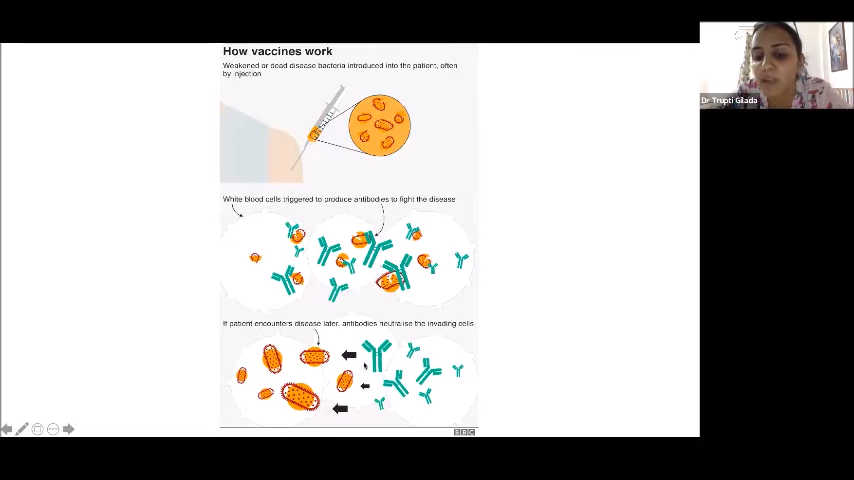 How vaccines work
Weakened or dead disease bacteria introduced into the patient, often
by injection
White blood cells triggered to produce antibodies to fight the disease
If patient encounters disease later, antibodies neutralise the invading cells
BBC
Dr Trupti Gilada